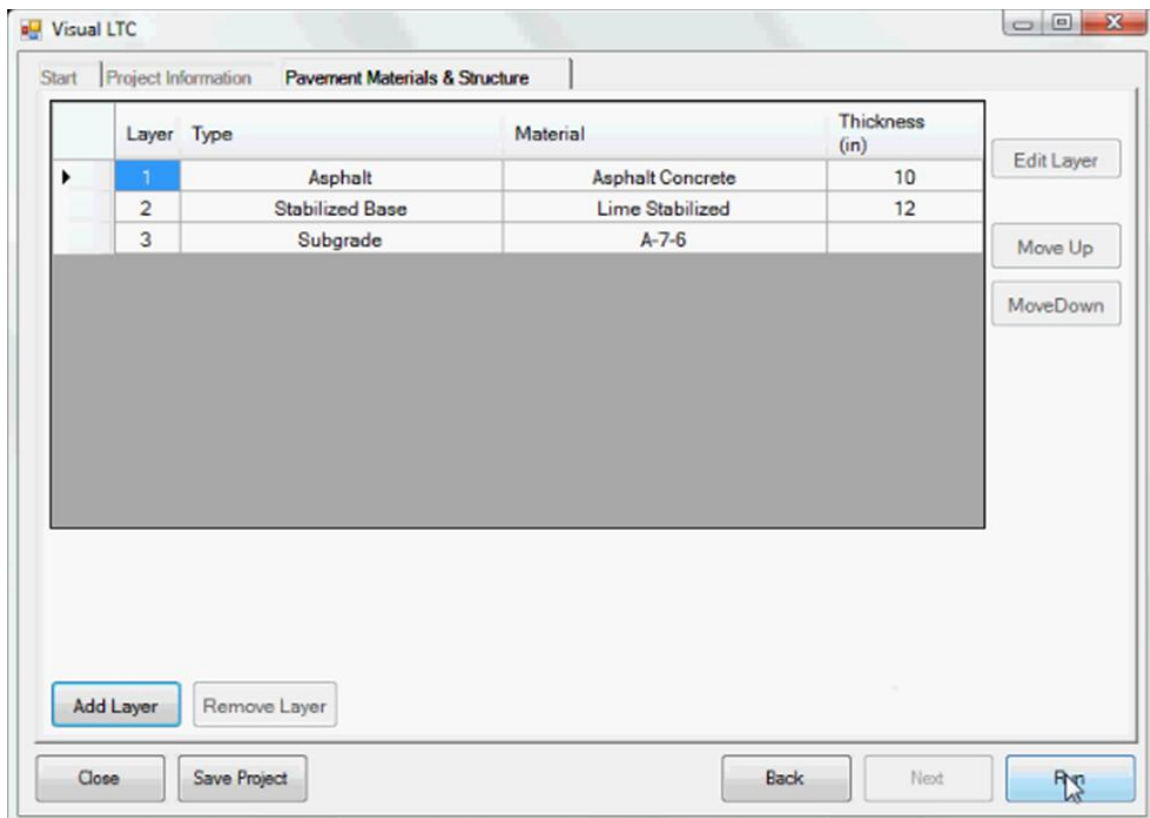 Visual LTC
Start Project Information Pavement Materials & Structure
Layer Type Material Thickness (in)
1 Asphalt Asphalt Concrete 10
2 Stabilized Base Lime Stabilized 12
3 Subgrade A-7-6
Edit Layer
Move Up
MoveDown
Add Layer Remove Layer
Close Save Project Back Next Run